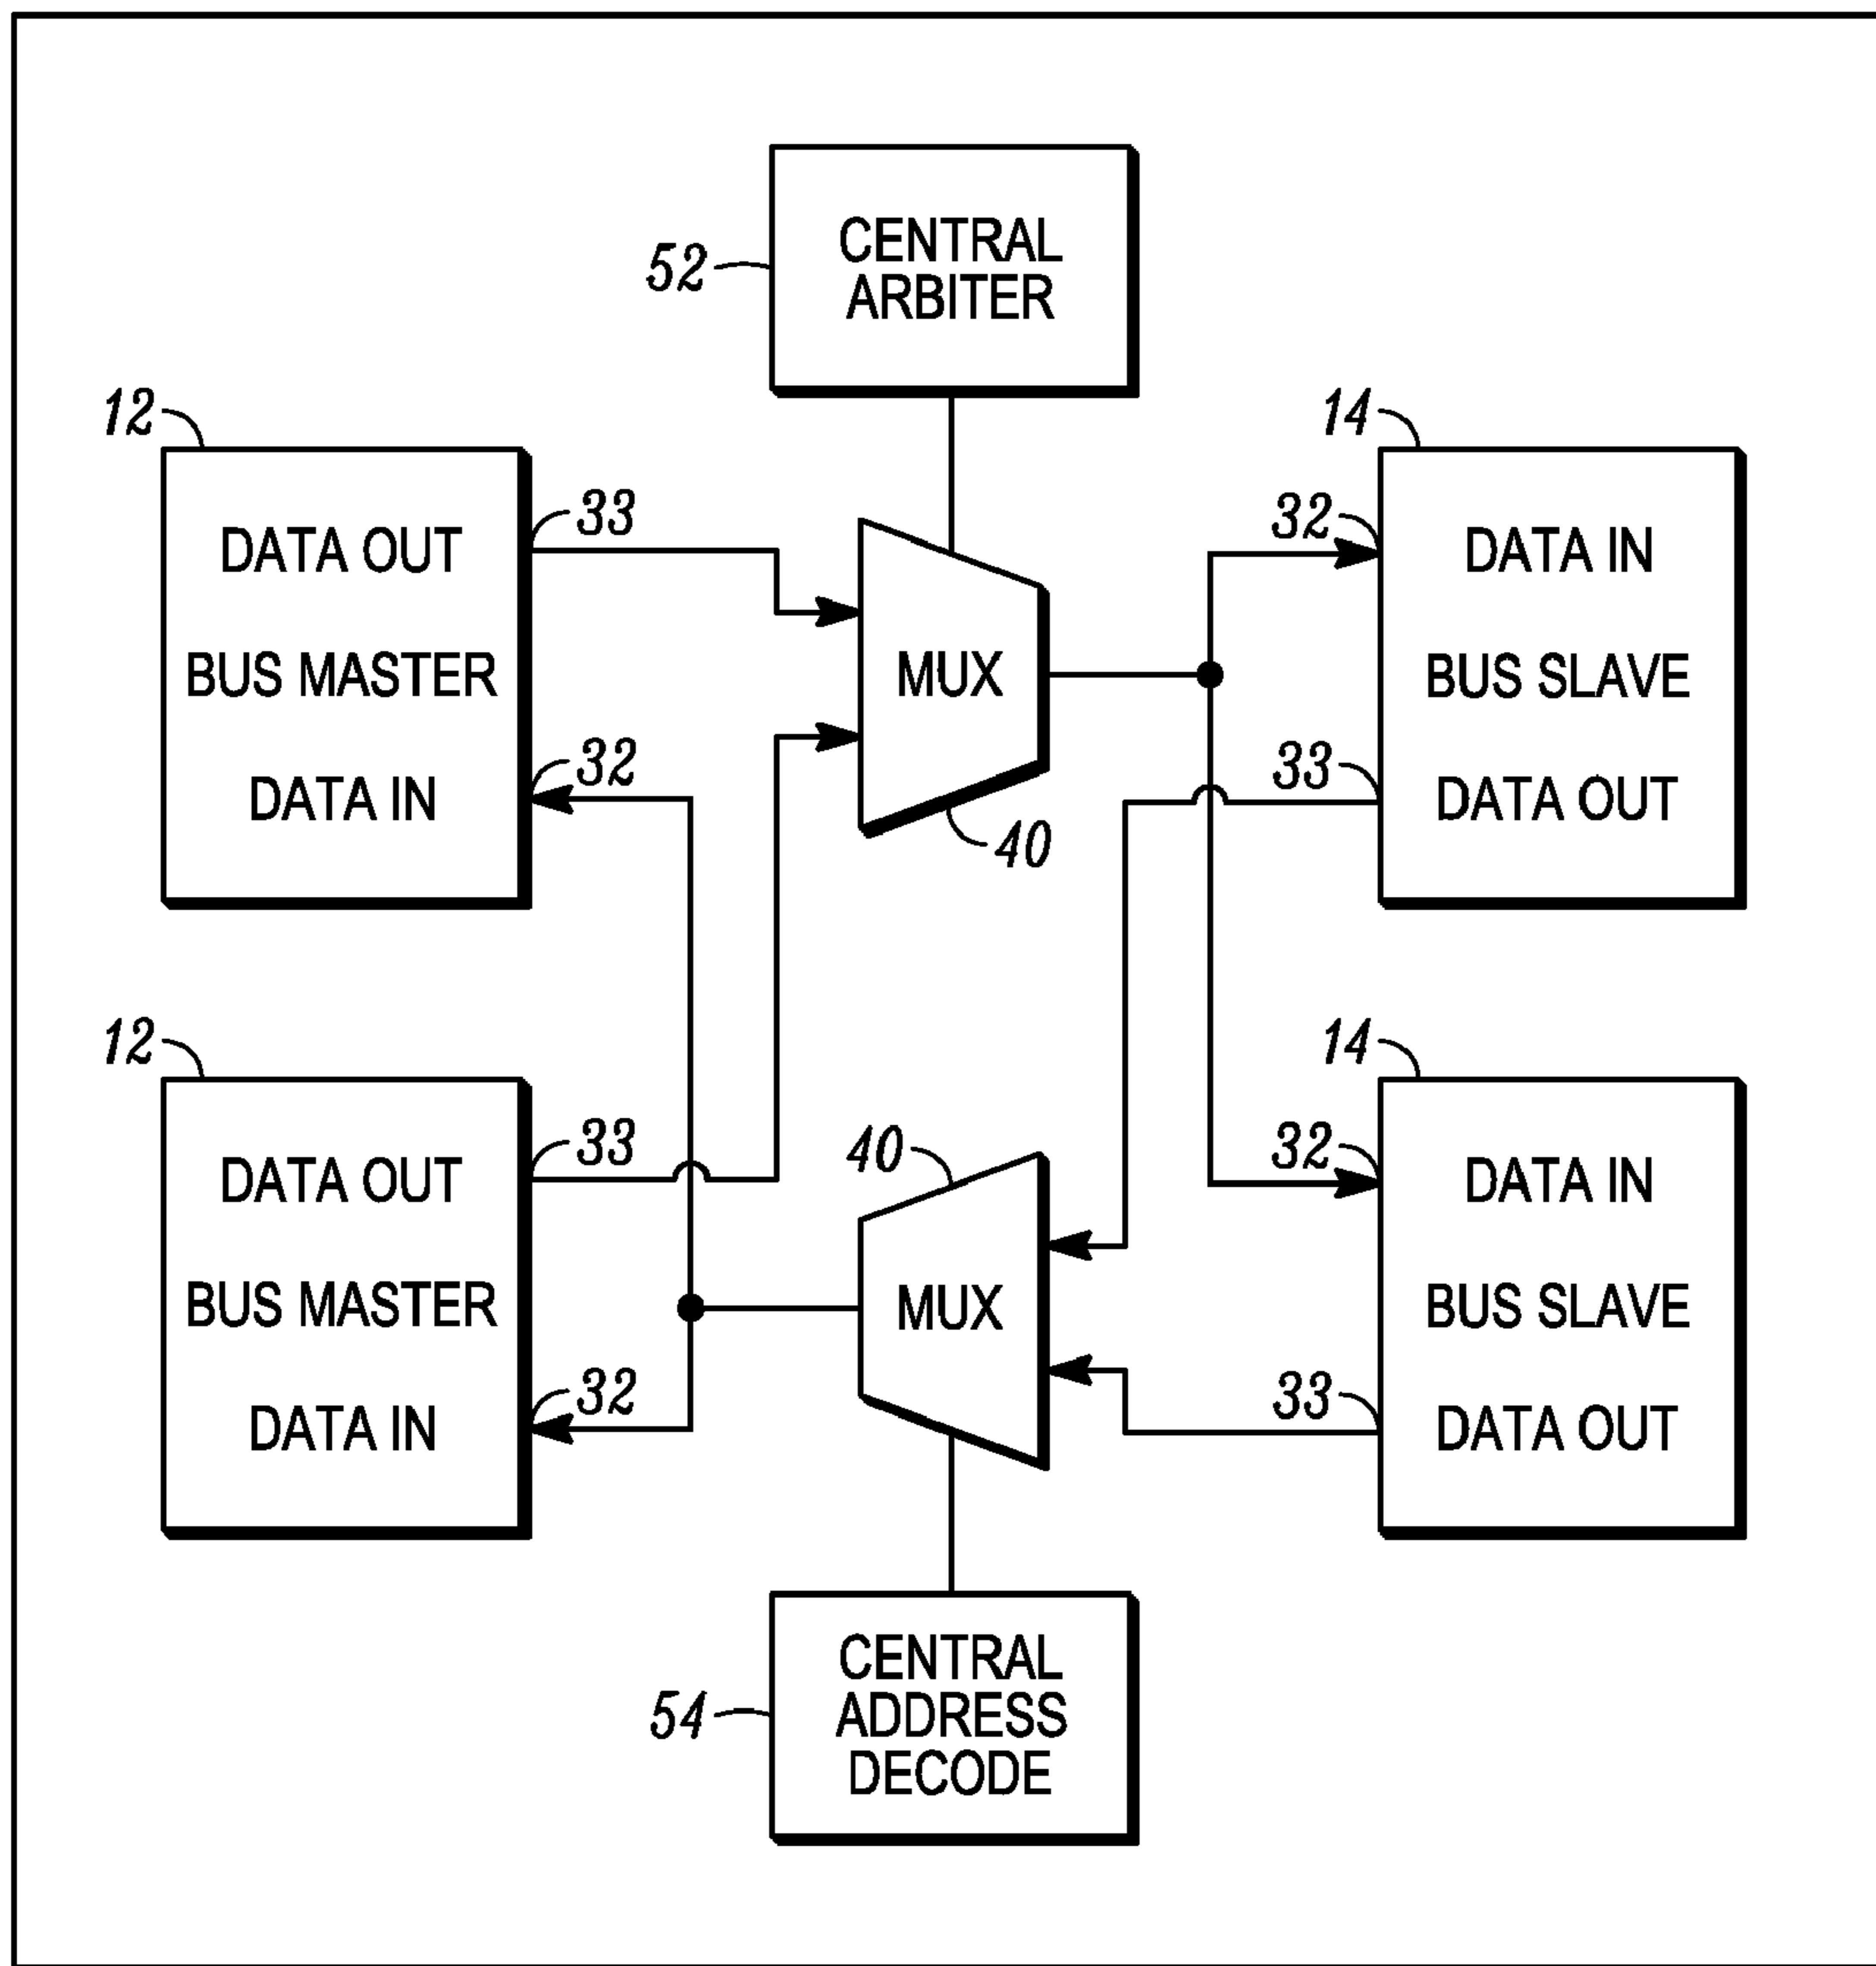 CENTRAL
ARBITER
52
12
DATA OUT
33
BUS MASTER
DATA IN
32
MUX
40
14
32
DATA IN
BUS SLAVE
33
DATA OUT
12
DATA OUT
33
BUS MASTER
DATA IN
32
40
MUX
14
32
DATA IN
BUS SLAVE
33
DATA OUT
54
CENTRAL
ADDRESS
DECODE